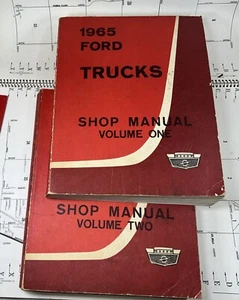 1965
FORD
TRUCKS
SHOP MANUAL
VOLUME ONE
SHOP MANUAL
VOLUME TWO